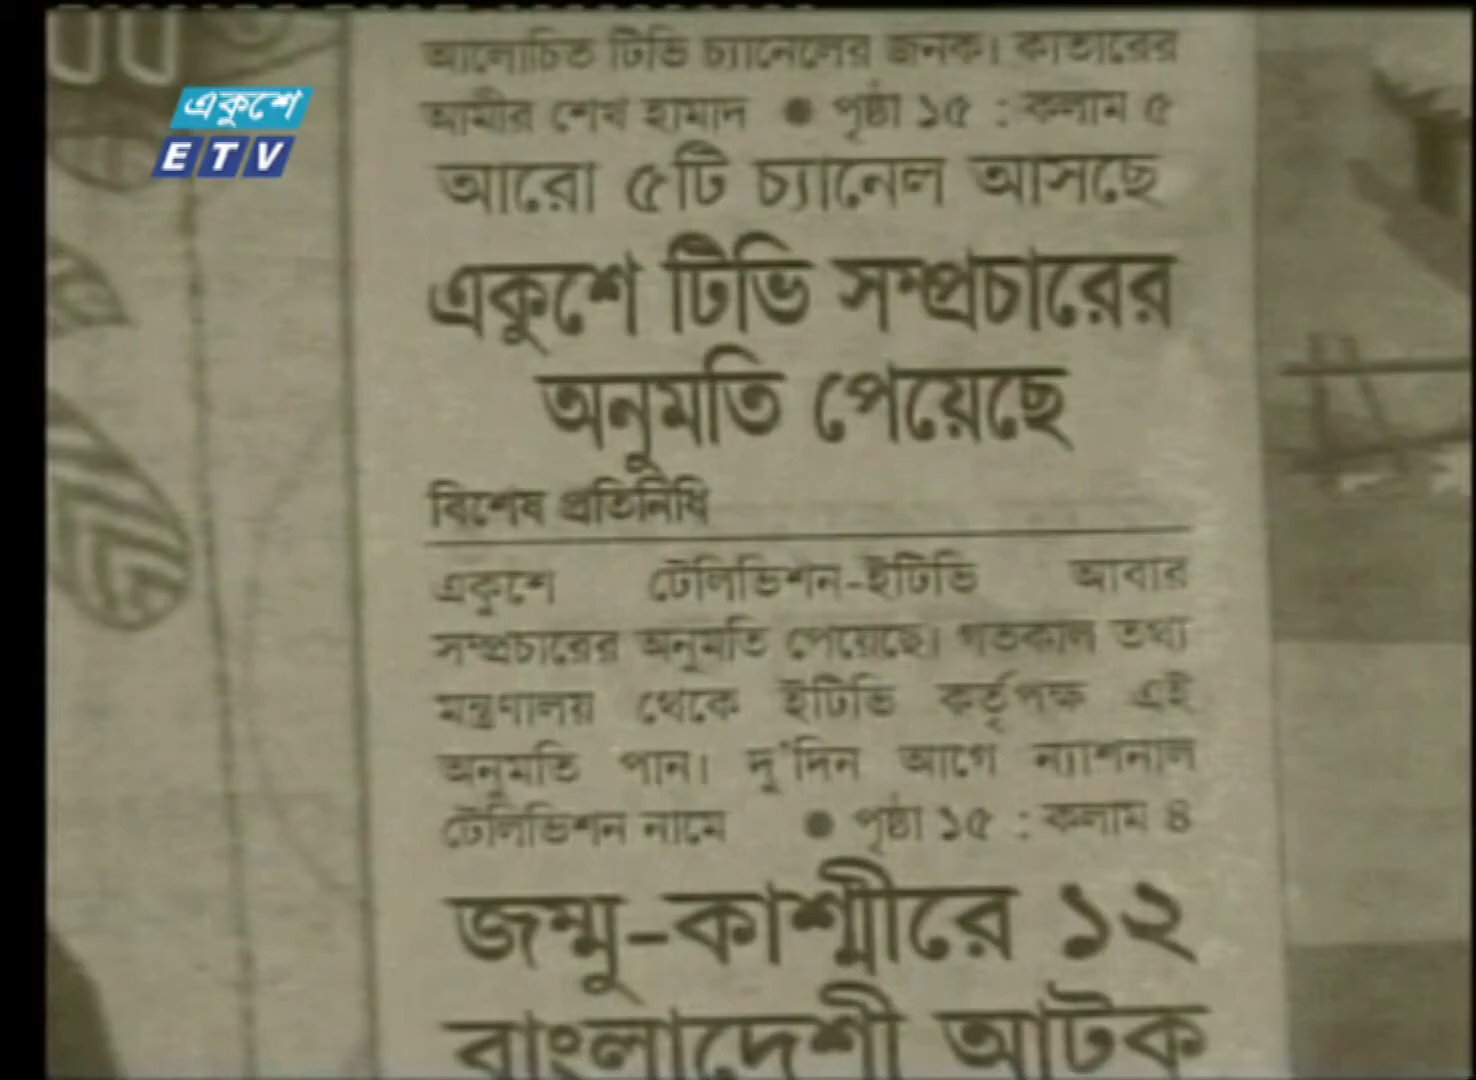 একুশে
ETV
আলোচিত টিভি চ্যানেলের জনক। কাতারের
আমীর শেখ হামাদ ● পৃষ্ঠা ১৫ : কলাম ৫
আরো ৫টি চ্যানেল আসছে
একুশে টিভি সম্প্রচারের
অনুমতি পেয়েছে
বিশেষ প্রতিনিধি
একুশে টেলিভিশন-ইটিভি আবার
সম্প্রচারের অনুমতি পেয়েছে। গতকাল তথ্য
মন্ত্রণালয় থেকে ইটিভি কর্তৃপক্ষ এই
অনুমতি পান। দু'দিন আগে ন্যাশনাল
টেলিভিশন নামে ● পৃষ্ঠা ১৫ : কলাম ৪
জম্মু-কাশ্মীরে ১২
বাংলাদেশী আটক